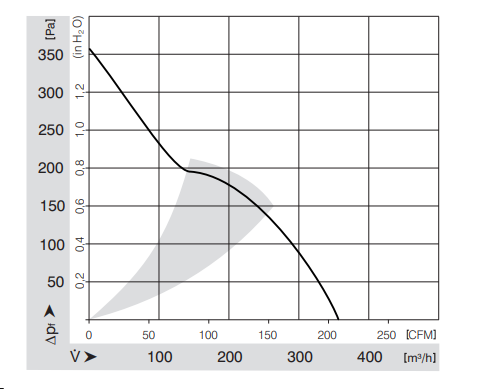 [Pa]
(in H₂O)
350
300
1,2
250
1,0
200
0,8
150
0,6
100
0,4
50
0,2
Δpf ➤
0 50 100 150 200 250 [CFM]
V̇ ➤ 100 200 300 400 [m³/h]